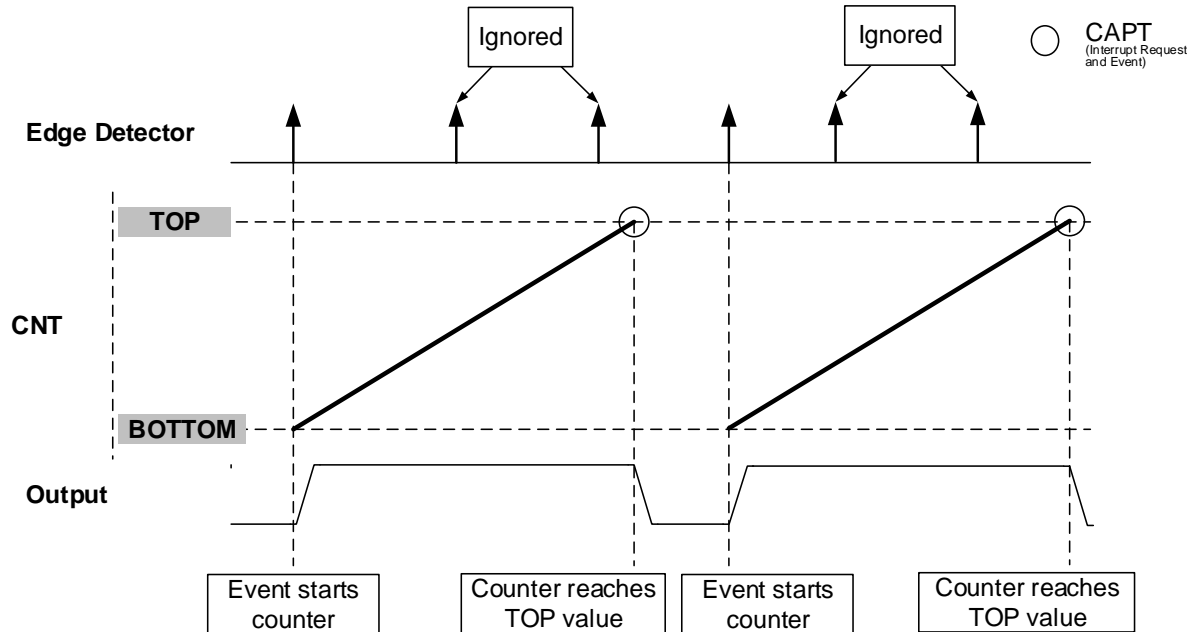 Ignored
Ignored
CAPT
(Interrupt Request
and Event)
Edge Detector
TOP
CNT
BOTTOM
Output
Event starts
counter
Counter reaches
TOP value
Event starts
counter
Counter reaches
TOP value